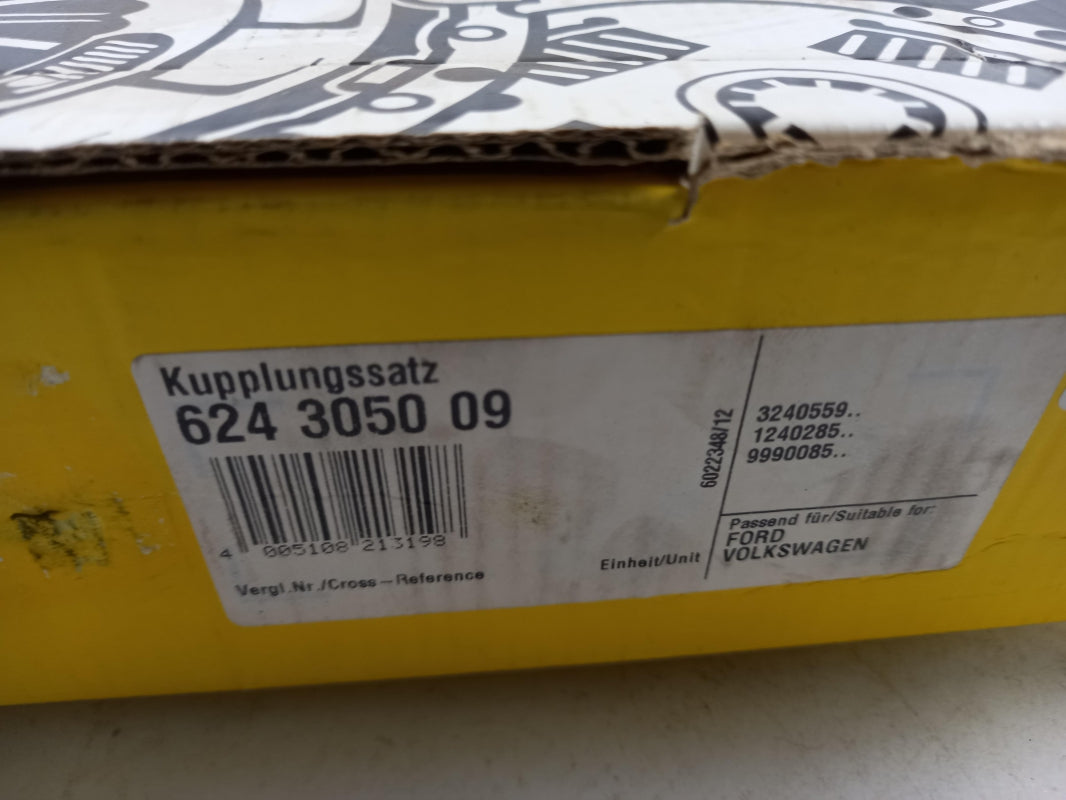 Kupplungssatz
624 3050 09
4 005108 213198
Vergl.Nr./Cross-Reference
Einheit/Unit
6022348/12
3240559..
1240285..
9990085..
Passend für/Suitable for:
FORD
VOLKSWAGEN